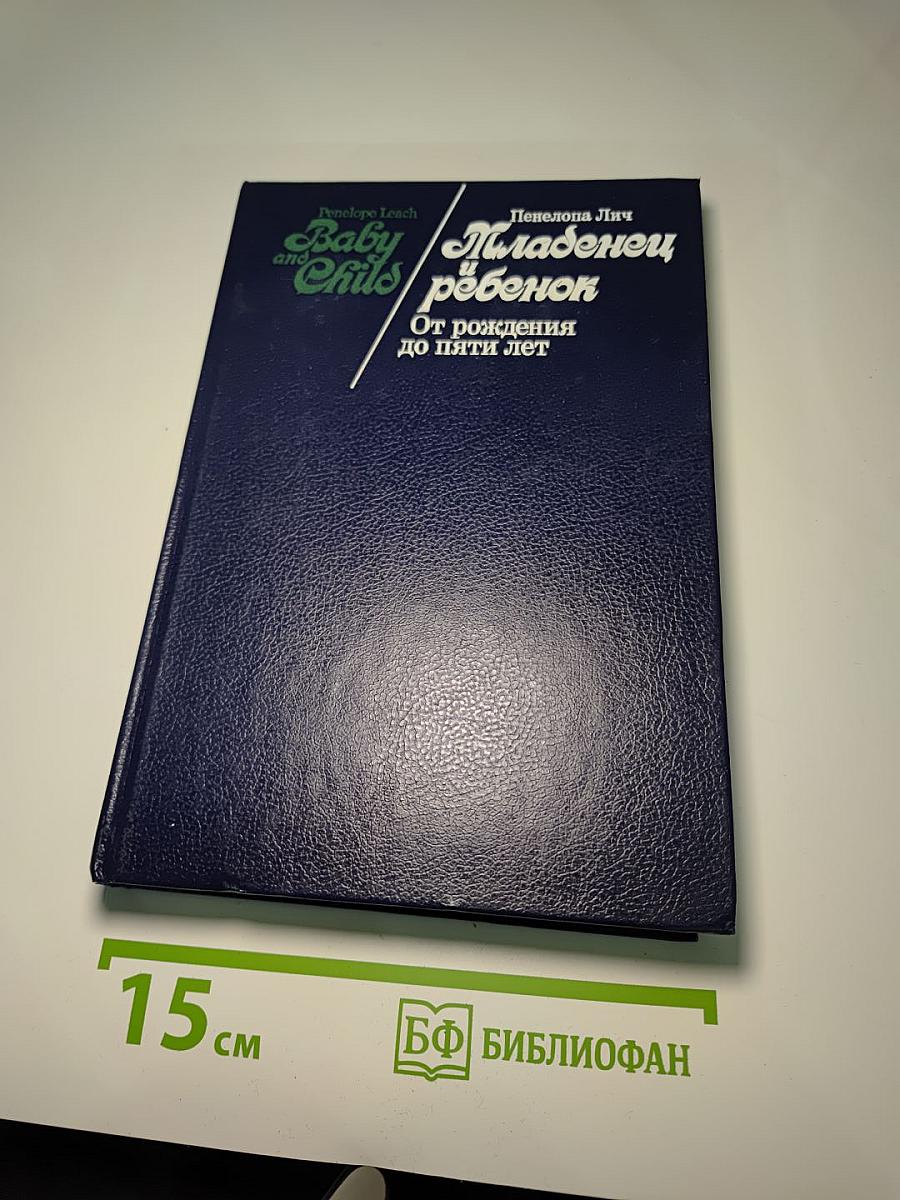 Penelope Leach
Baby
and
Child
Пенелопа Лич
Младенец
и
ребенок
От рождения
до пяти лет
15 см
БФ БИБЛИОФАН